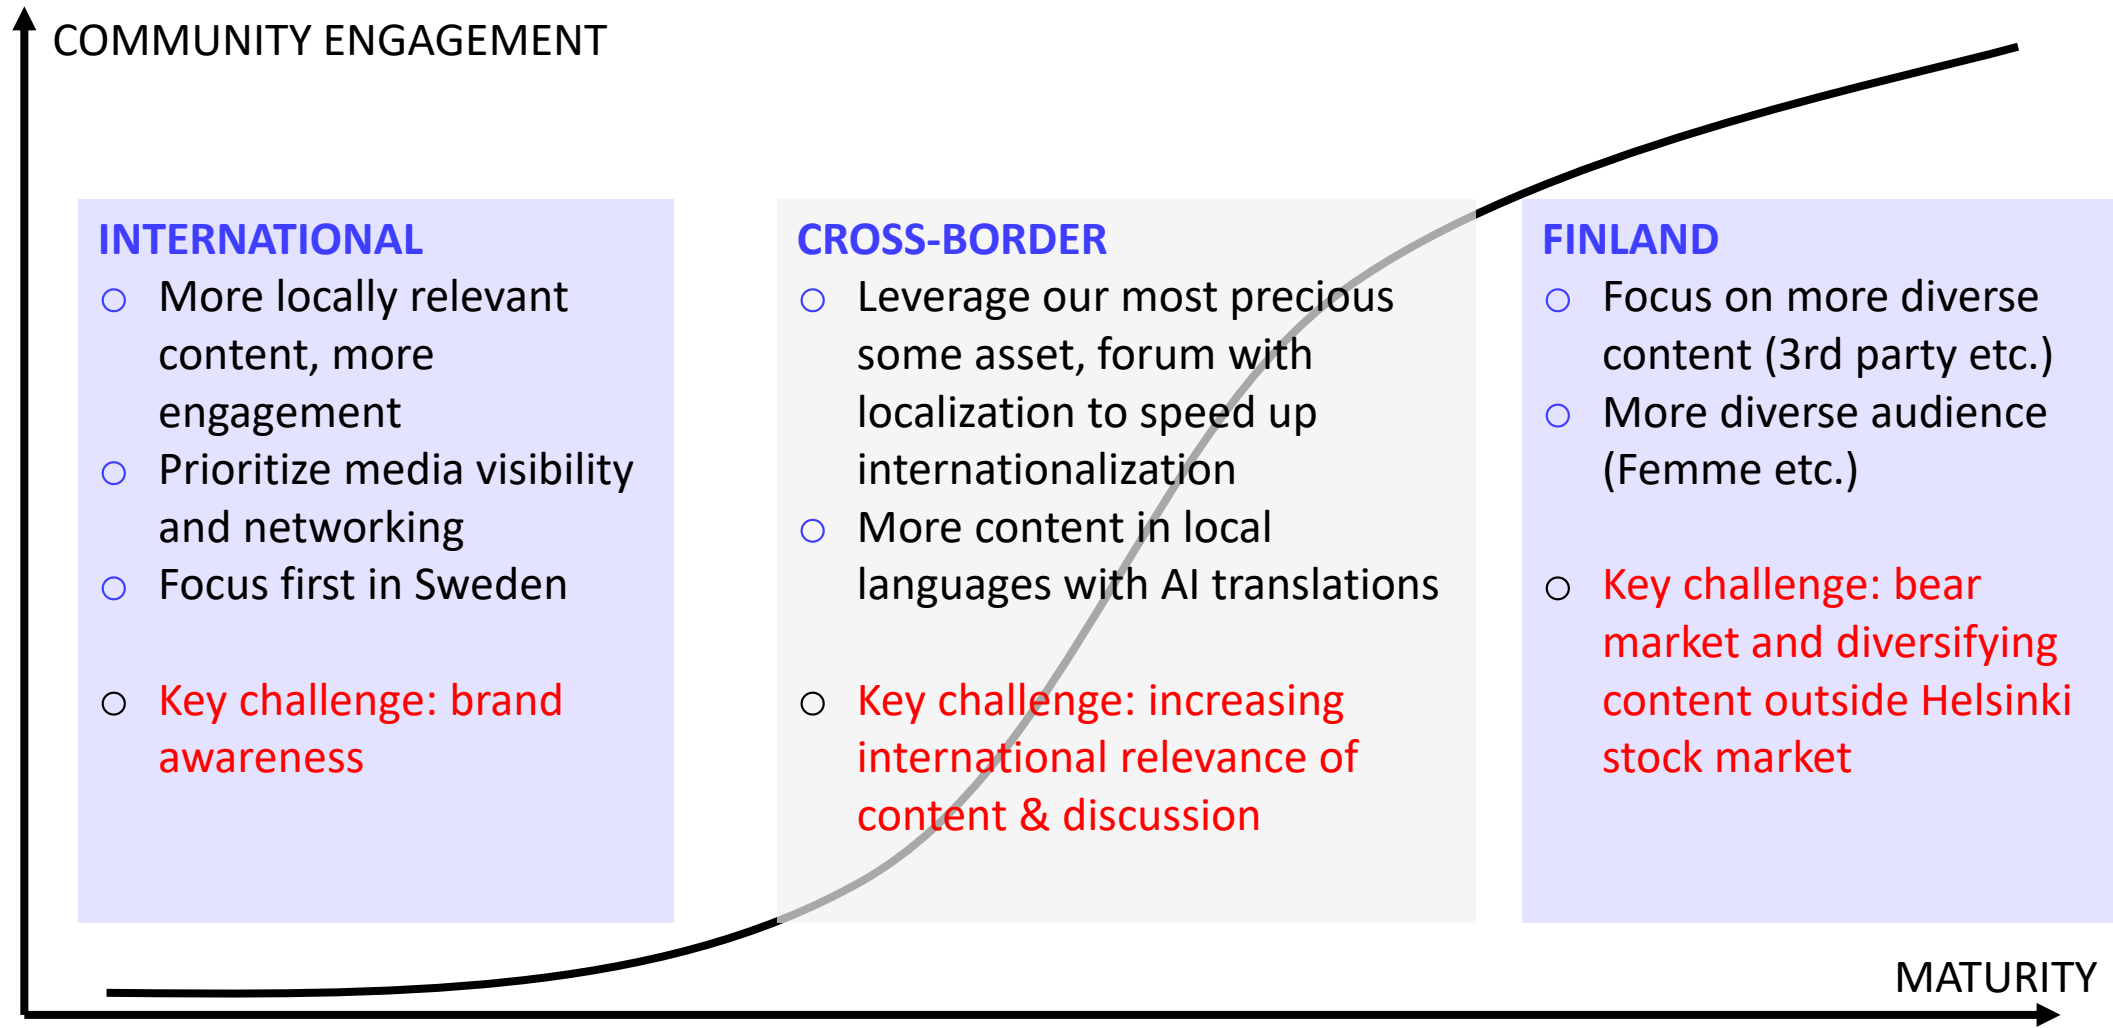 COMMUNITY ENGAGEMENT
INTERNATIONAL
○ More locally relevant
content, more
engagement
○ Prioritize media visibility
and networking
○ Focus first in Sweden
○ Key challenge: brand
awareness
CROSS-BORDER
○ Leverage our most precious
some asset, forum with
localization to speed up
internationalization
○ More content in local
languages with AI translations
○ Key challenge: increasing
international relevance of
content & discussion
FINLAND
○ Focus on more diverse
content (3rd party etc.)
○ More diverse audience
(Femme etc.)
○ Key challenge: bear
market and diversifying
content outside Helsinki
stock market
MATURITY